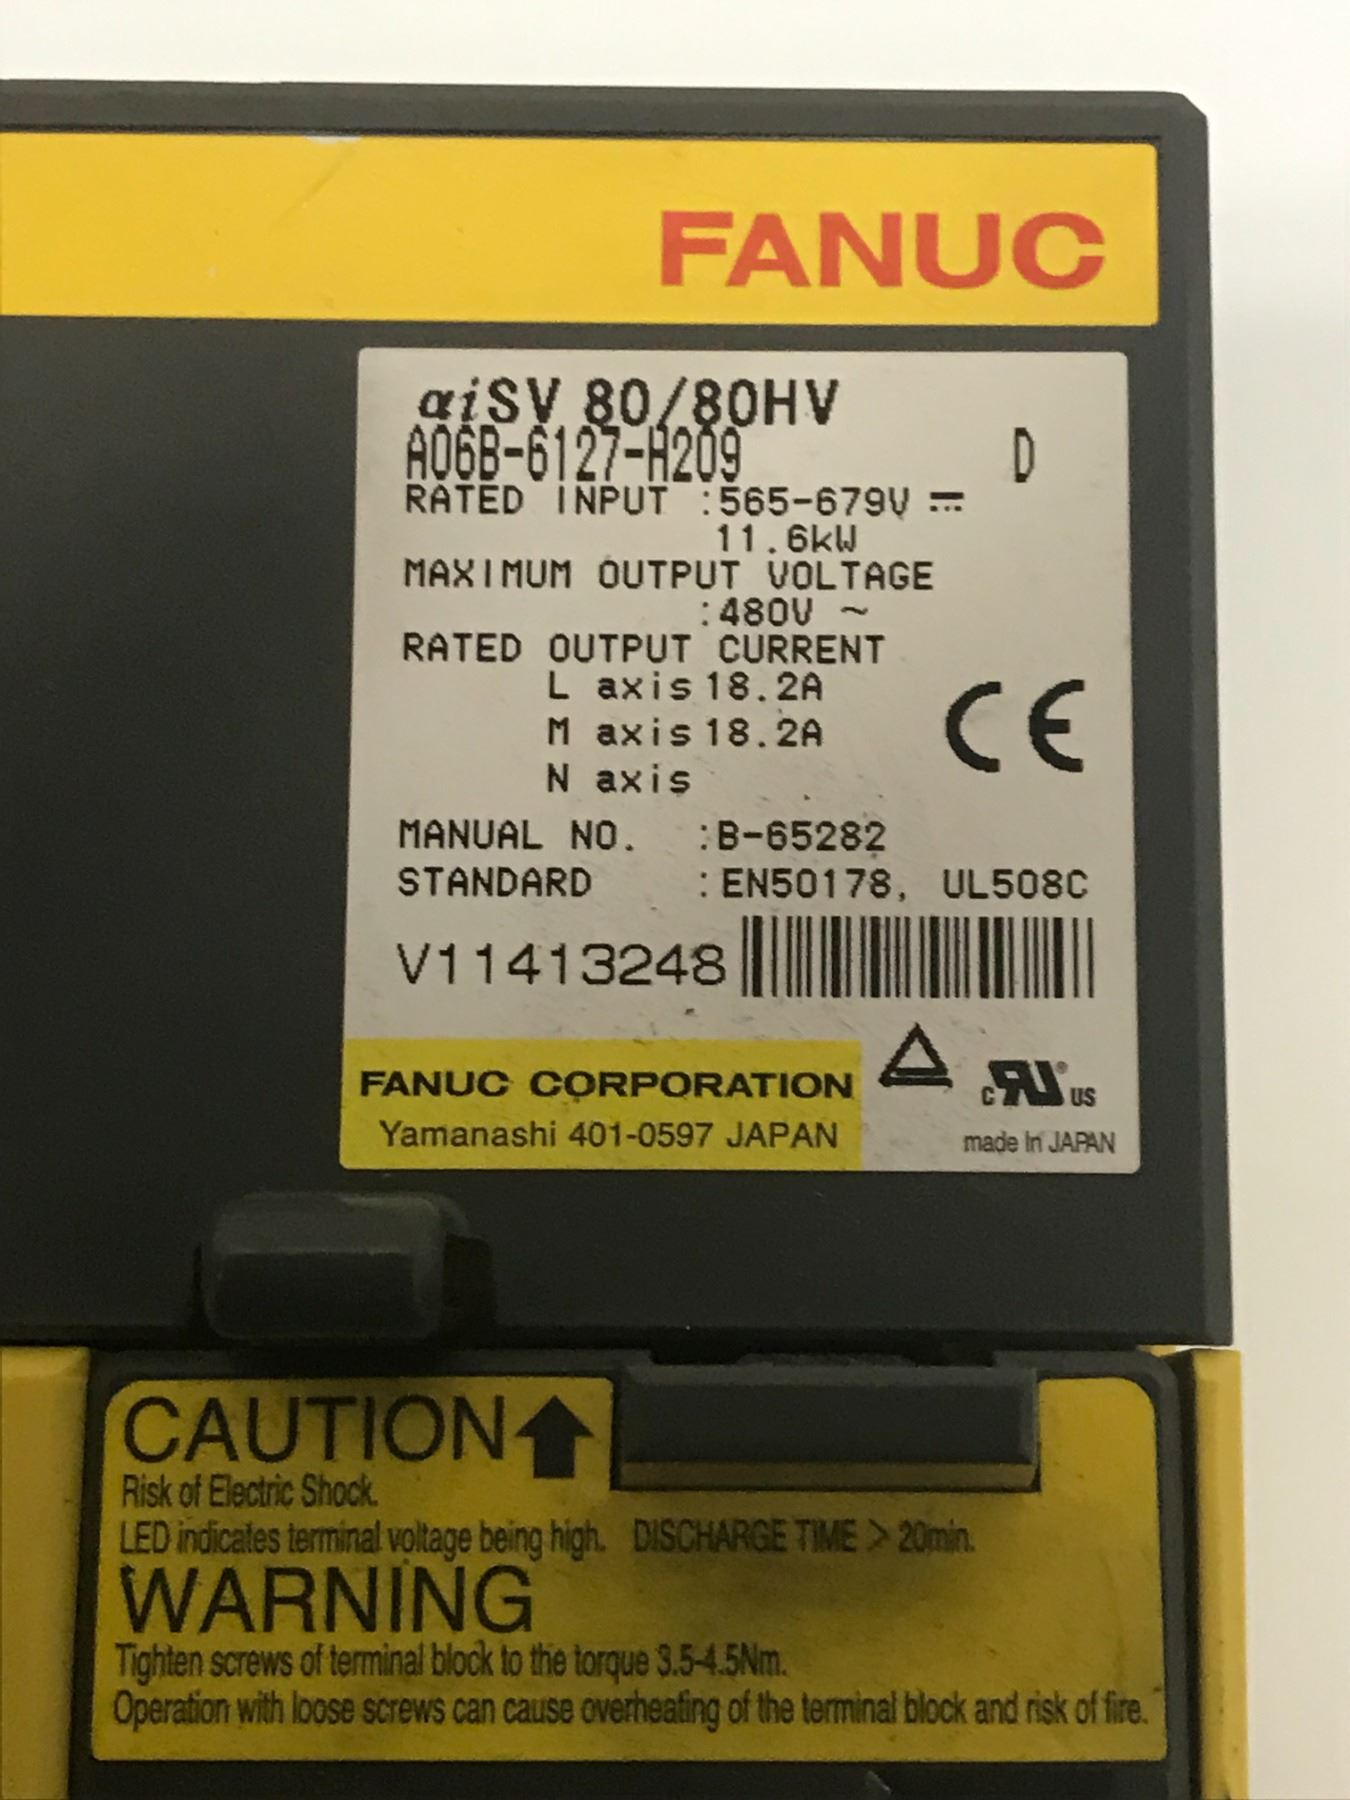 FANUC
αiSV 80/80HV
A06B-6127-H209 D
RATED INPUT :565-679V ⎓
11.6kW
MAXIMUM OUTPUT VOLTAGE
:480V ~
RATED OUTPUT CURRENT
L axis 18.2A
M axis 18.2A
N axis
CE
MANUAL NO. :B-65282
STANDARD :EN50178, UL508C
V11413248
FANUC CORPORATION
Yamanashi 401-0597 JAPAN
c RU ® US
made in JAPAN
CAUTION
Risk of Electric Shock.
LED indicates terminal voltage being high. DISCHARGE TIME > 20min.
WARNING
Tighten screws of terminal block to the torque 3.5-4.5Nm.
Operation with loose screws can cause overheating of the terminal block and risk of fire.